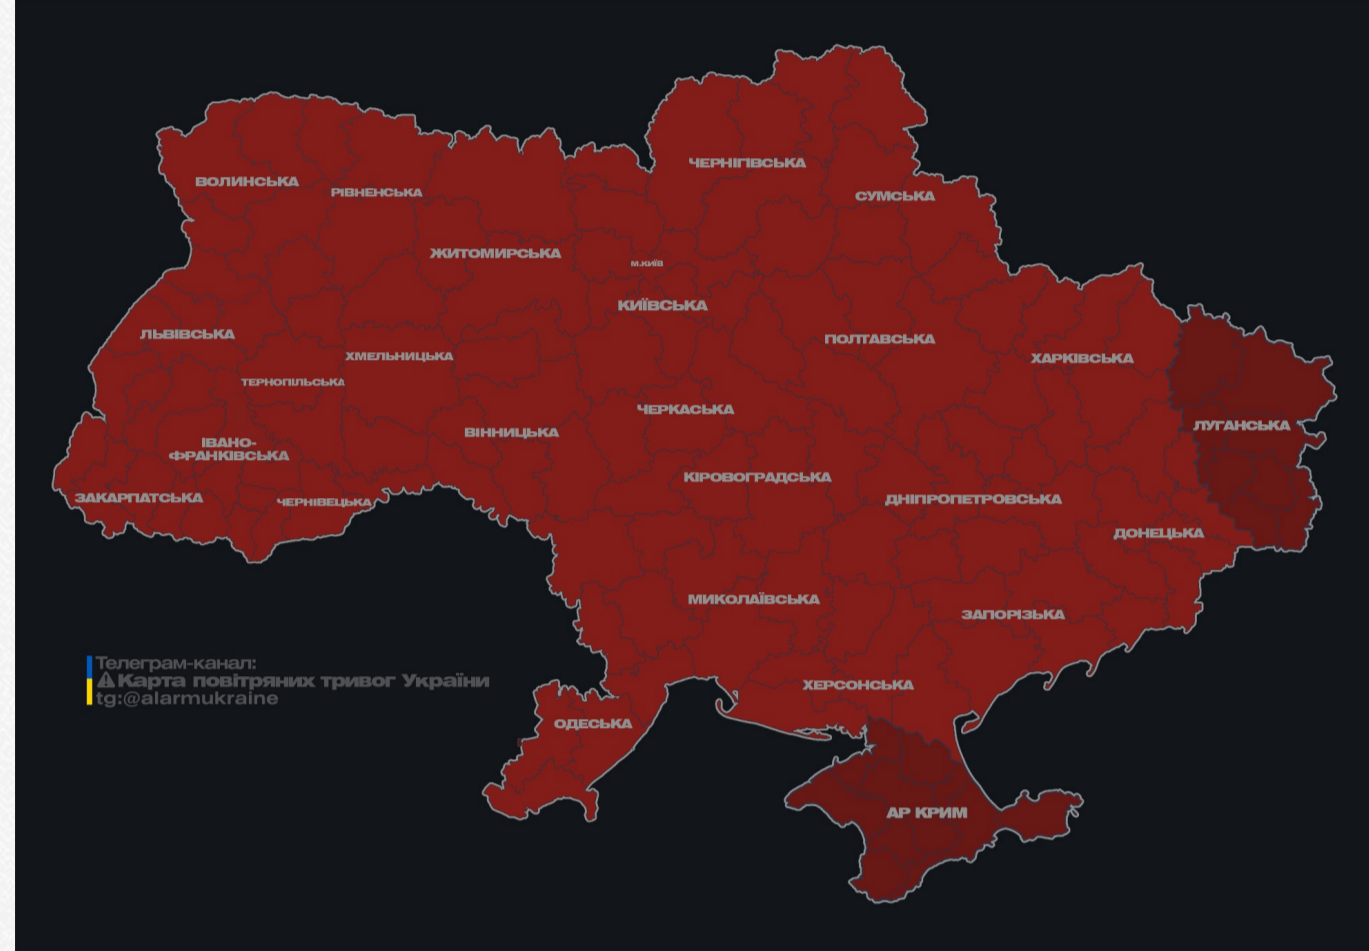 ЧЕРНІГІВСЬКА
ВОЛИНСЬКА
РІВНЕНСЬКА
СУМСЬКА
ЖИТОМИРСЬКА
М.КИЇВ
КИЇВСЬКА
ЛЬВІВСЬКА
ПОЛТАВСЬКА
ХМЕЛЬНИЦЬКА
ХАРКІВСЬКА
ТЕРНОПІЛЬСЬКА
ЧЕРКАСЬКА
ЛУГАНСЬКА
ВІННИЦЬКА
ІВАНО-
ФРАНКІВСЬКА
КІРОВОГРАДСЬКА
ЗАКАРПАТСЬКА
ЧЕРНІВЕЦЬКА
ДНІПРОПЕТРОВСЬКА
ДОНЕЦЬКА
МИКОЛАЇВСЬКА
ЗАПОРІЗЬКА
Телеграм-канал:
Карта повітряних тривог України
tg:@alarmukraine
ХЕРСОНСЬКА
ОДЕСЬКА
АР КРИМ